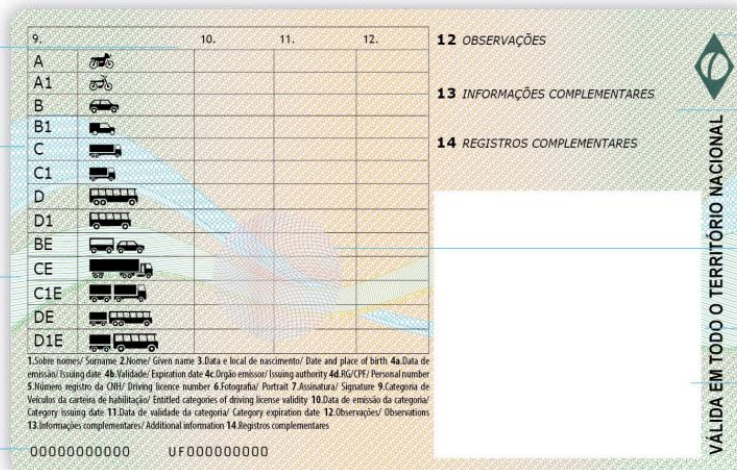 9. 10. 11. 12.
A
A1
B
B1
C
C1
D
D1
BE
CE
C1E
DE
D1E
1.Sobre nomes/ Surname 2.Nome/ Given name 3.Data e local de nascimento/ Date and place of birth 4a.Data de
emissão/ Issuing date 4b.Validade/ Expiration date 4c.Orgão emissor/ Issuing authority 4d.RG/CPF/ Personal number
5.Número registro da CNH/ Driving licence number 6.Fotografia/ Portrait 7.Assinatura/ Signature 9.Categoria de
Veículos da carteira de habilitação/ Entitled categories of driving license validity 10.Data de emissão da categoria/
Category issuing date 11.Data de validade da categoria/ Category expiration date 12.Observações/ Observations
13.Informações complementares/ Additional information 14.Registros complementares
00000000000 UF000000000
12 OBSERVAÇÕES
13 INFORMAÇÕES COMPLEMENTARES
14 REGISTROS COMPLEMENTARES
VÁLIDA EM TODO O TERRITÓRIO NACIONAL